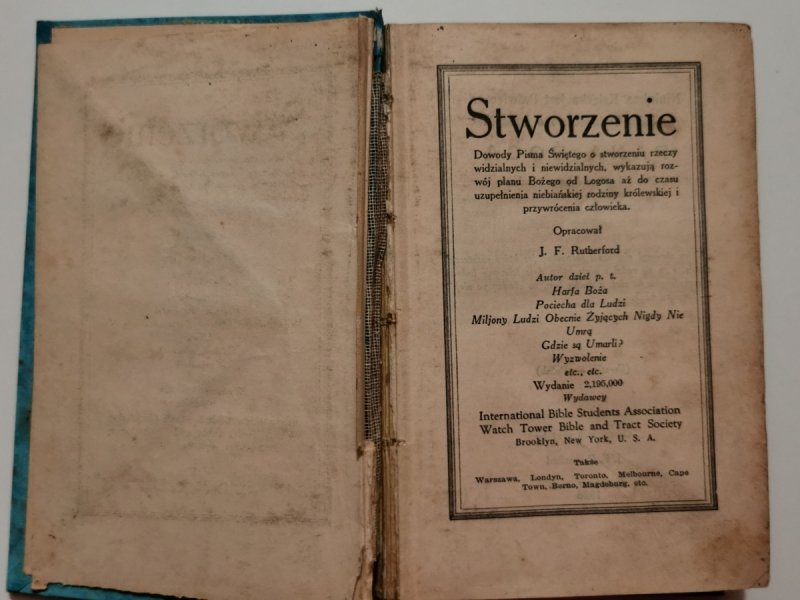 Stworzenie
Dowody Pisma Świętego o stworzeniu rzeczy
widzialnych i niewidzialnych, wykazują roz-
wój planu Bożego od Logosa aż do czasu
uzupełnienia niebiańskiej rodziny królewskiej i
przywrócenia człowieka.
Opracował
J. F. Rutherford
Autor dzieł p. t.
Harfa Boża
Pociecha dla Ludzi
Miljony Ludzi Obecnie Żyjących Nigdy Nie
Umrą
Gdzie są Umarli?
Wyzwolenie
etc., etc.
Wydanie 2,195,000
Wydawcy
International Bible Students Association
Watch Tower Bible and Tract Society
Brooklyn, New York, U. S. A.
Także
Warszawa, Londyn, Toronto, Melbourne, Cape
Town, Berno, Magdeburg, etc.